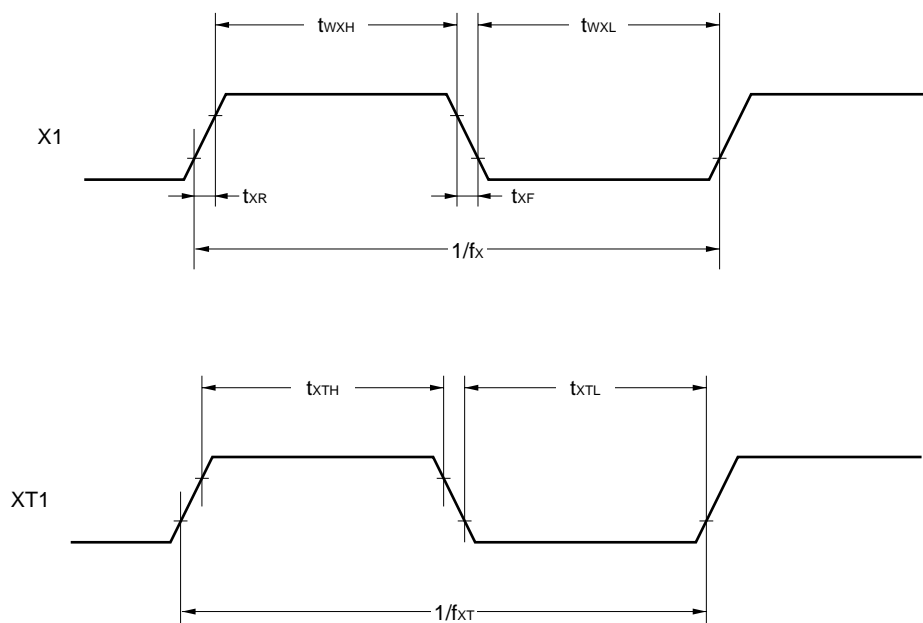 tWXH tWXL
X1
tXR tXF
1/fX
tXTH tXTL
XT1
1/fXT